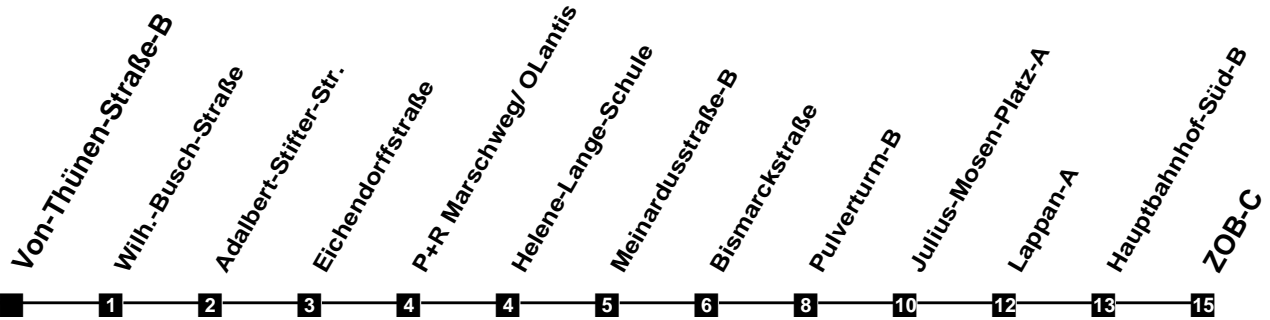 Von-Thünen-Straße-B
Wilh.-Busch-Straße
Adalbert-Stifter-Str.
Eichendorffstraße
P+R Marschweg/ OLantis
Helene-Lange-Schule
Meinardusstraße-B
Bismarckstraße
Pulverturm-B
Julius-Mosen-Platz-A
Lappan-A
Hauptbahnhof-Süd-B
ZOB-C
1 2 3 4 4 5 6 8 10 12 13 15